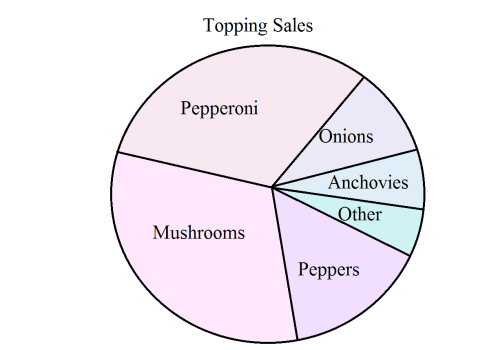 Topping Sales
Pepperoni
Onions
Anchovies
Other
Mushrooms
Peppers